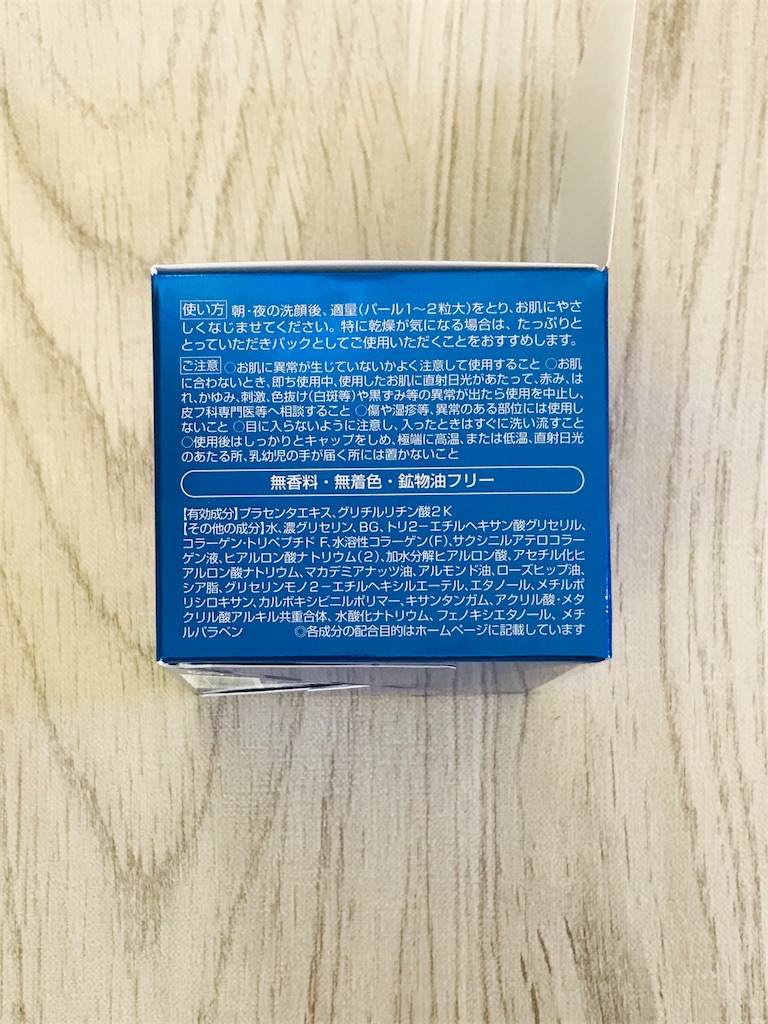 使い方 朝・夜の洗顔後、適量(パール1〜2粒大)をとり、お肌にやさ
しくなじませてください。特に乾燥が気になる場合は、たっぷりと
とっていただきパックとしてご使用いただくことをおすすめします。
ご注意 ○お肌に異常が生じていないかよく注意して使用すること ○お肌
に合わないとき、即ち使用中、使用したお肌に直射日光があたって、赤み、は
れ、かゆみ、刺激、色抜け(白斑等)や黒ずみ等の異常が出たら使用を中止し、
皮フ科専門医等へ相談すること ○傷や湿疹等、異常のある部位には使用し
ないこと ○目に入らないように注意し、入ったときはすぐに洗い流すこと
○使用後はしっかりとキャップをしめ、極端に高温、または低温、直射日光
のあたる所、乳幼児の手が届く所には置かないこと
無香料・無着色・鉱物油フリー
【有効成分】プラセンタエキス、グリチルリチン酸2K
【その他の成分】水、濃グリセリン、BG、トリ2−エチルヘキサン酸グリセリル、
コラーゲン・トリペプチド F、水溶性コラーゲン(F)、サクシニルアテロコラー
ゲン液、ヒアルロン酸ナトリウム(2)、加水分解ヒアルロン酸、アセチル化ヒ
アルロン酸ナトリウム、マカデミアナッツ油、アルモンド油、ローズヒップ油、
シア脂、グリセリンモノ2−エチルヘキシルエーテル、エタノール、メチルポ
リシロキサン、カルボキシビニルポリマー、キサンタンガム、アクリル酸・メタ
クリル酸アルキル共重合体、水酸化ナトリウム、フェノキシエタノール、メチ
ルパラベン ◎各成分の配合目的はホームページに記載しています